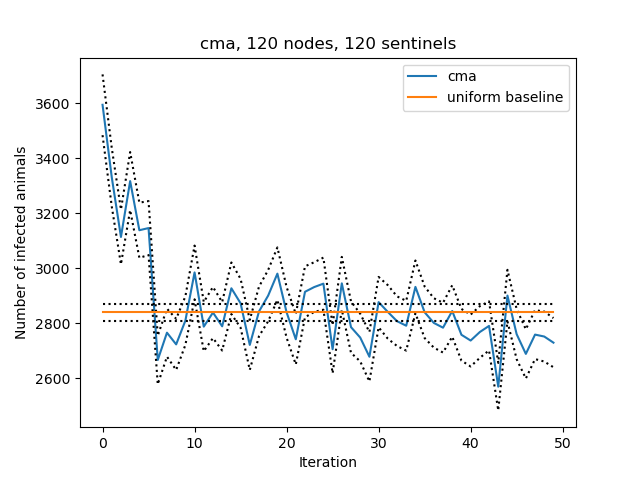 cma, 120 nodes, 120 sentinels
cma
uniform baseline
Number of infected animals
3600
3400
3200
3000
2800
2600
0 10 20 30 40 50
Iteration